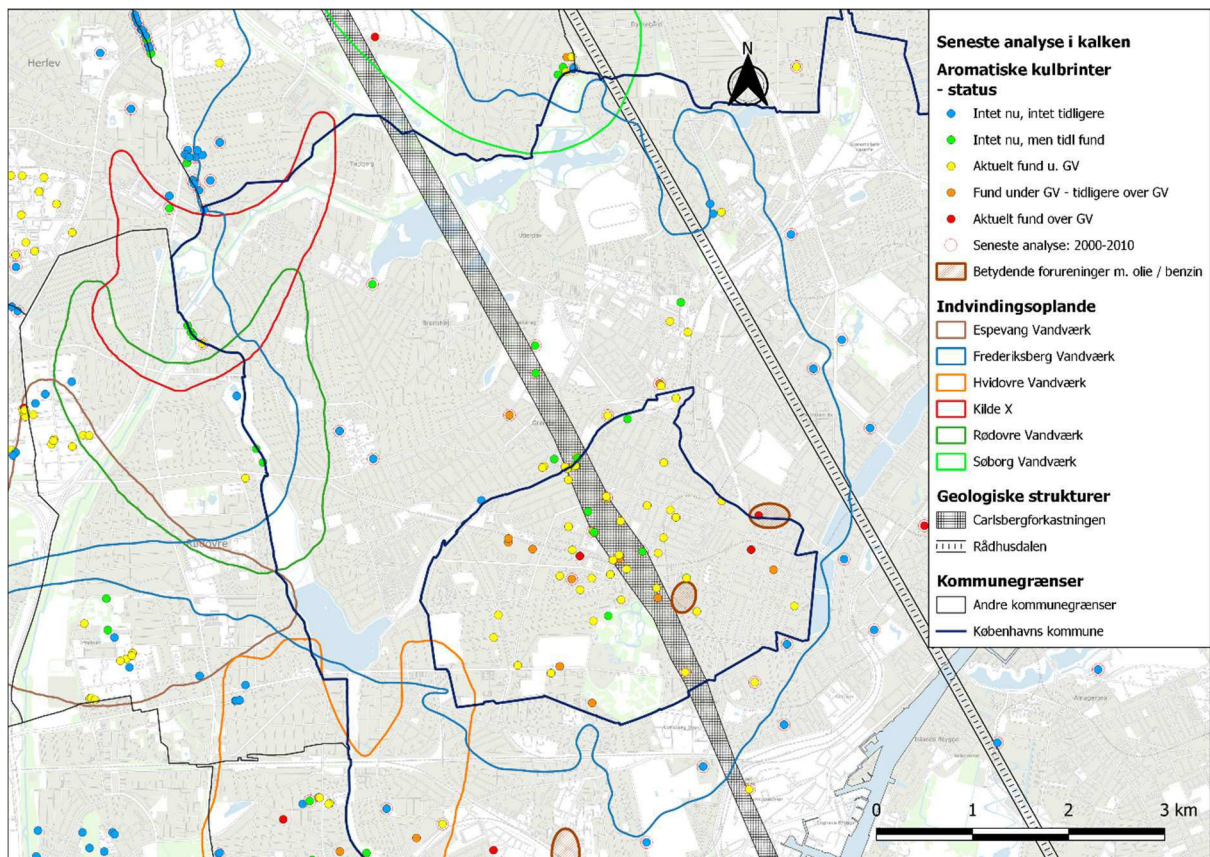 Herlev
N
Seneste analyse i kalken
Aromatiske kulbrinter
- status
Intet nu, intet tidligere
Intet nu, men tidl fund
Aktuelt fund u. GV
Fund under GV - tidligere over GV
Aktuelt fund over GV
Seneste analyse: 2000-2010
Betydende forureninger m. olie / benzin
Indvindingsoplande
Espevang Vandværk
Frederiksberg Vandværk
Hvidovre Vandværk
Kilde X
Rødovre Vandværk
Søborg Vandværk
Geologiske strukturer
Carlsbergforkastningen
Rådhusdalen
Kommunegrænser
Andre kommunegrænser
Københavns kommune
Rødovre
Islands Brygge
0 1 2 3 km